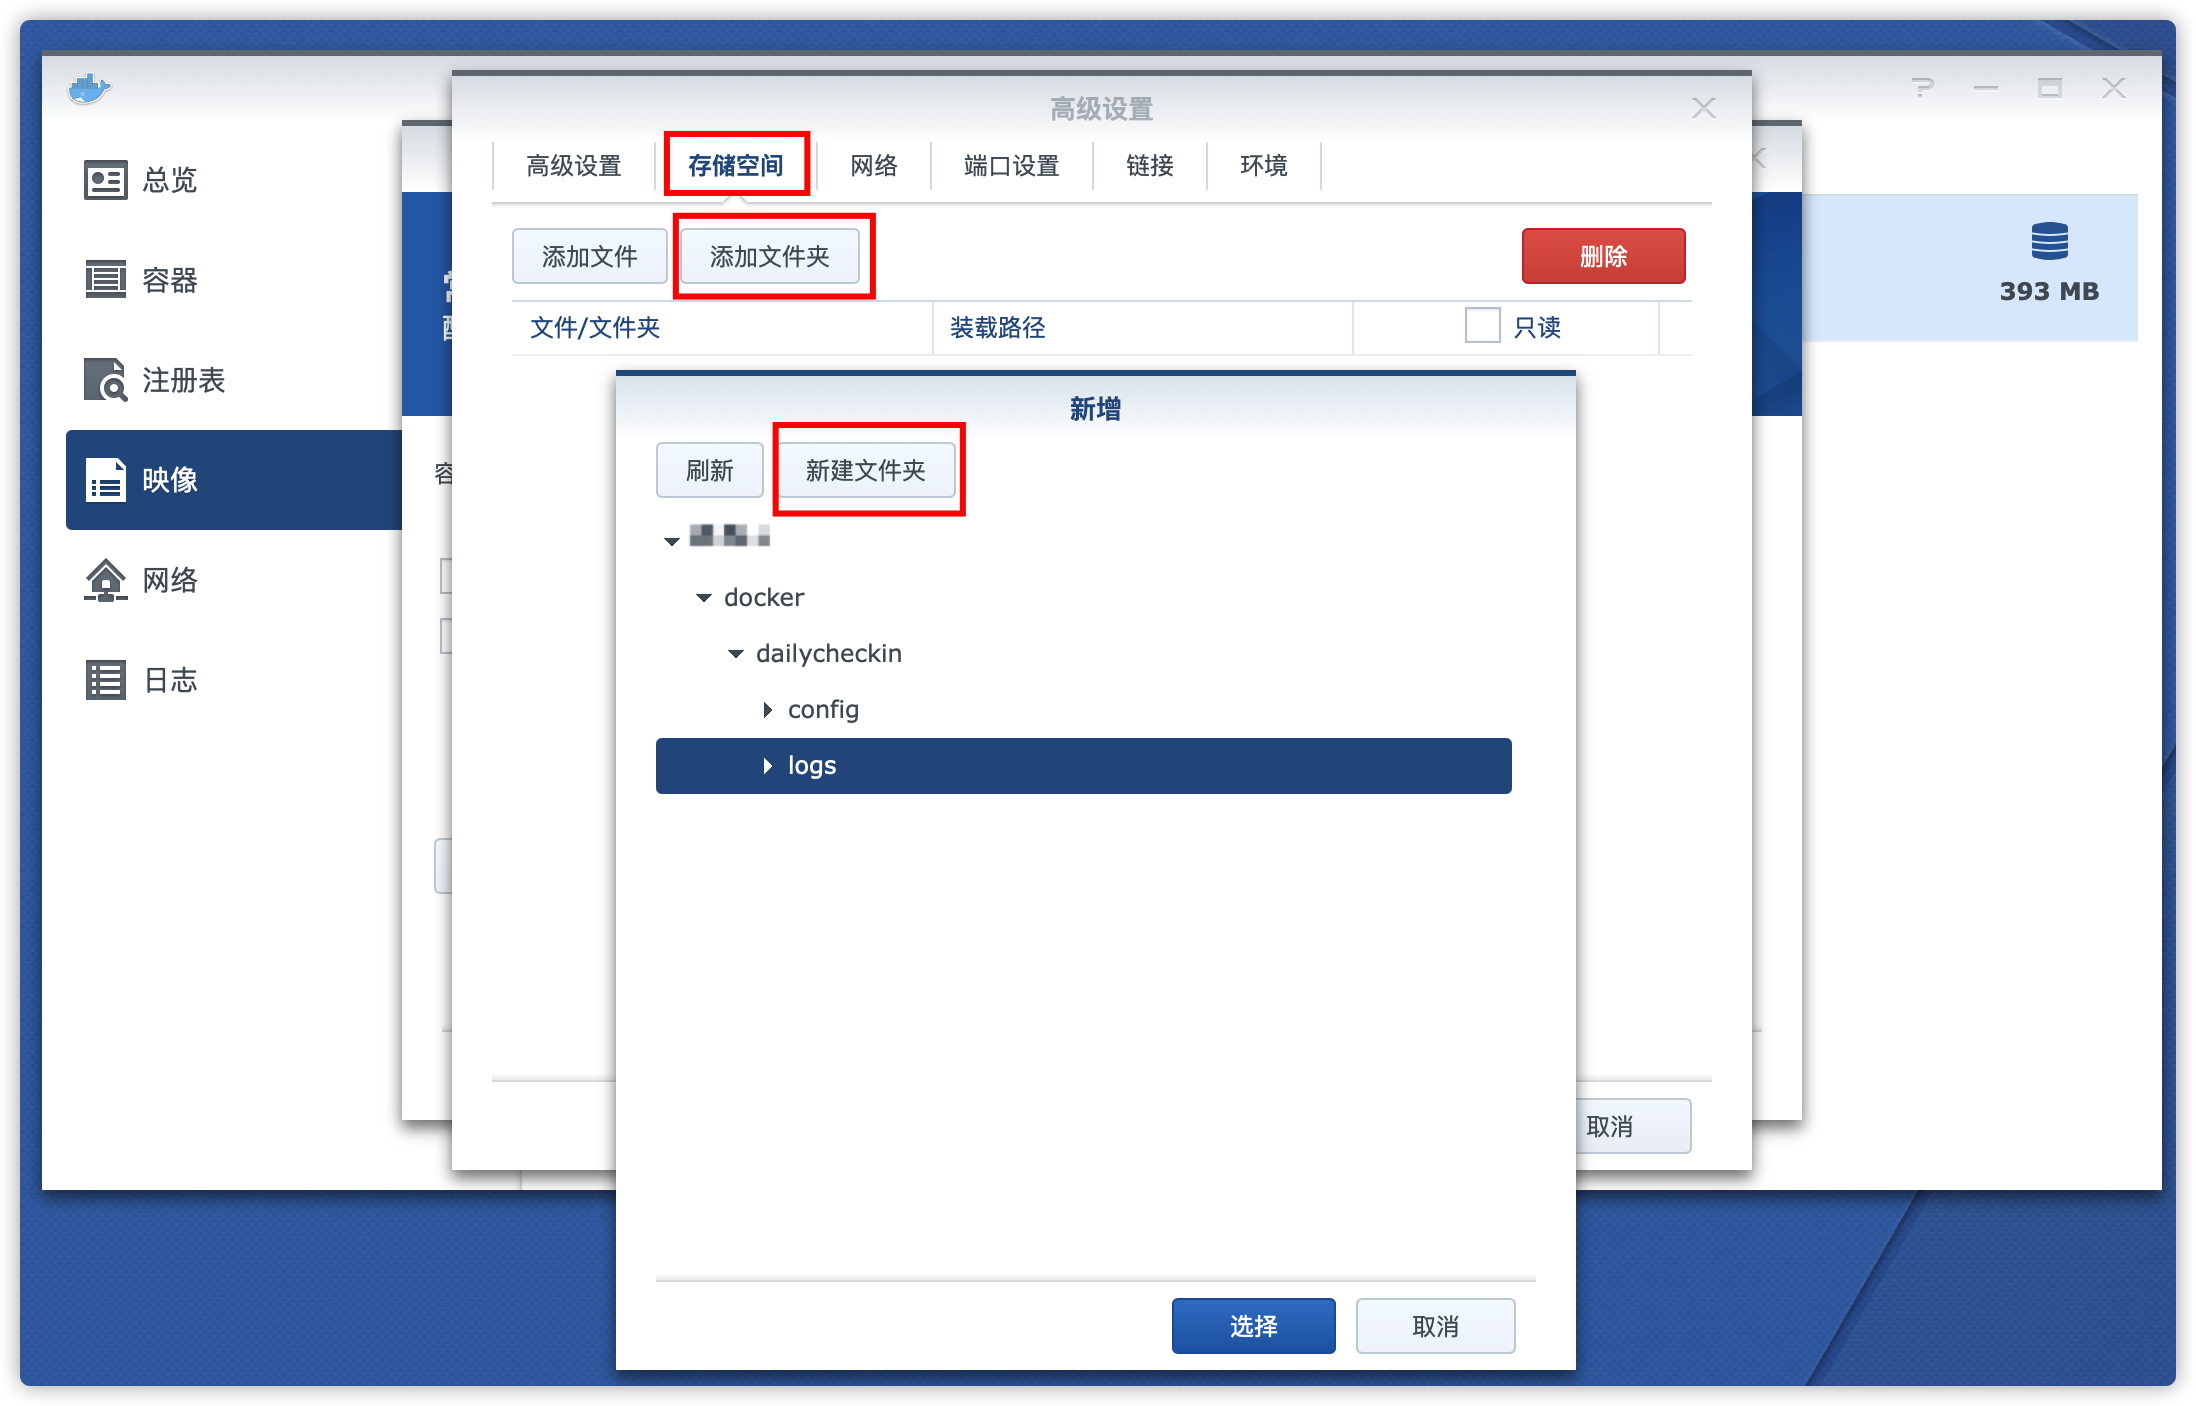 高级设置
高级设置
存储空间
网络
端口设置
链接
环境
总览
容器
注册表
映像
网络
日志
添加文件
添加文件夹
删除
393 MB
文件/文件夹
装载路径
只读
新增
刷新
新建文件夹
docker
dailycheckin
config
logs
取消
选择
取消